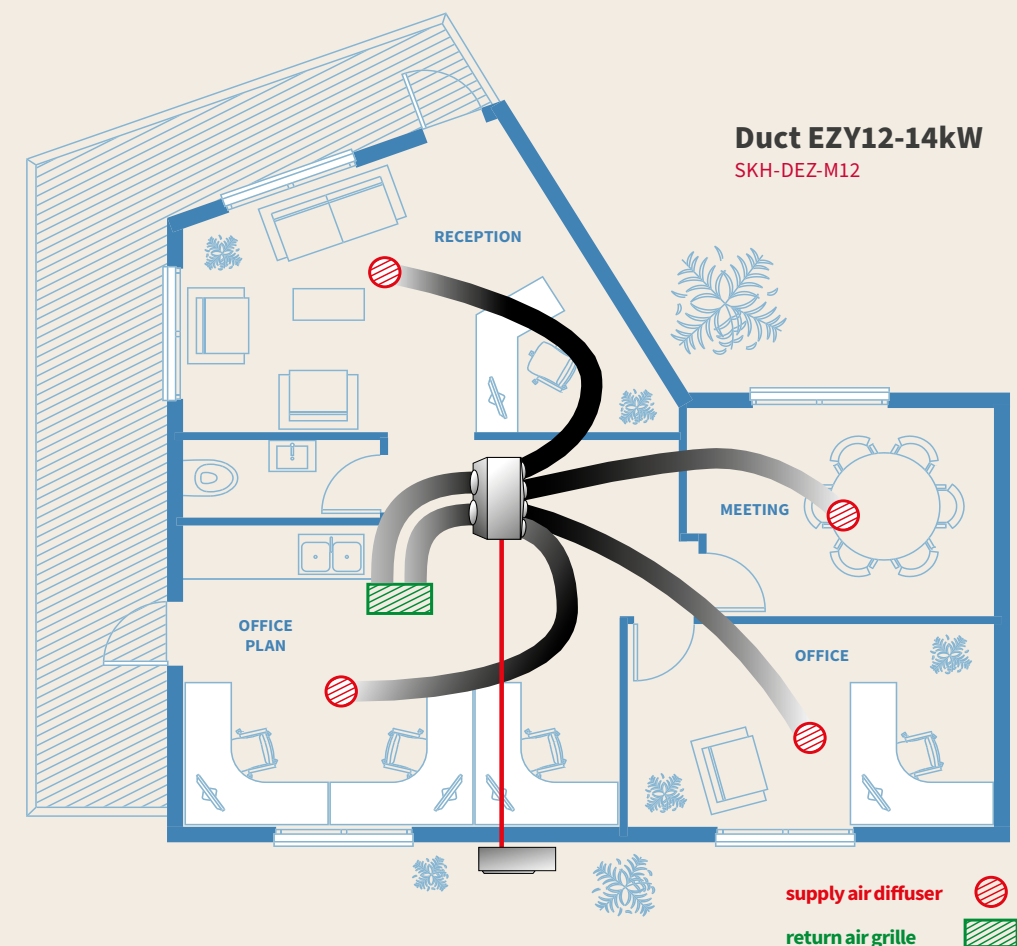 Duct EZY12-14kW
SKH-DEZ-M12
RECEPTION
MEETING
OFFICE
PLAN
OFFICE
supply air diffuser
return air grille